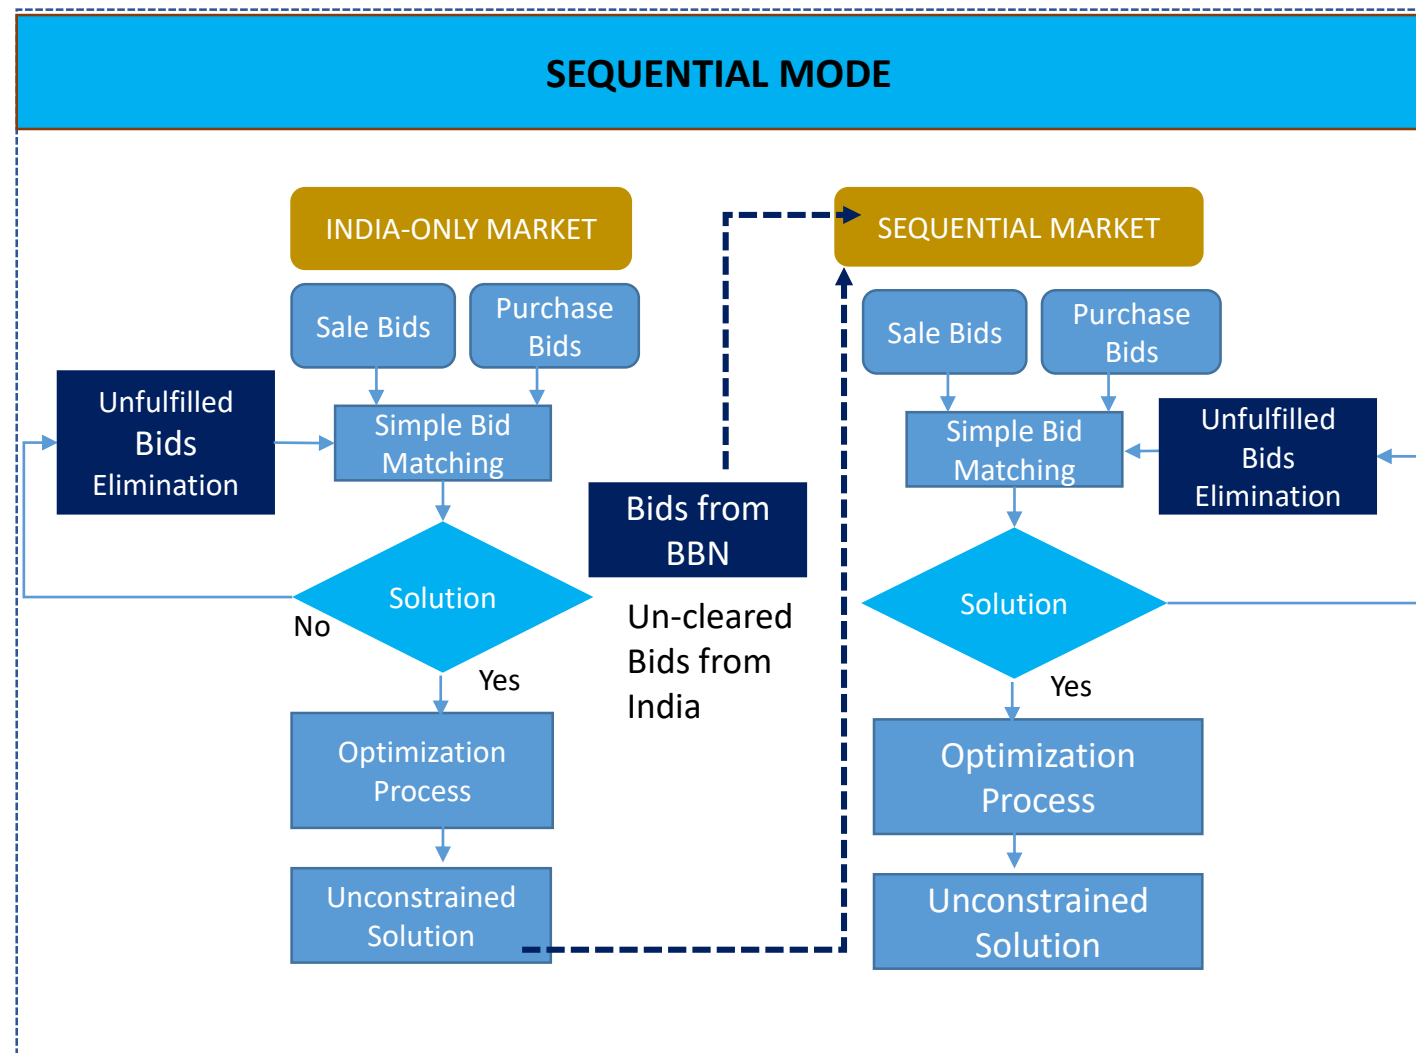 SEQUENTIAL MODE
INDIA-ONLY MARKET
Sale Bids
Purchase
Bids
Unfulfilled
Bids
Elimination
Simple Bid
Matching
Solution
No
Yes
Optimization
Process
Unconstrained
Solution
Bids from
BBN
Un-cleared
Bids from
India
SEQUENTIAL MARKET
Sale Bids
Purchase
Bids
Simple Bid
Matching
Unfulfilled
Bids
Elimination
Solution
Yes
Optimization
Process
Unconstrained
Solution